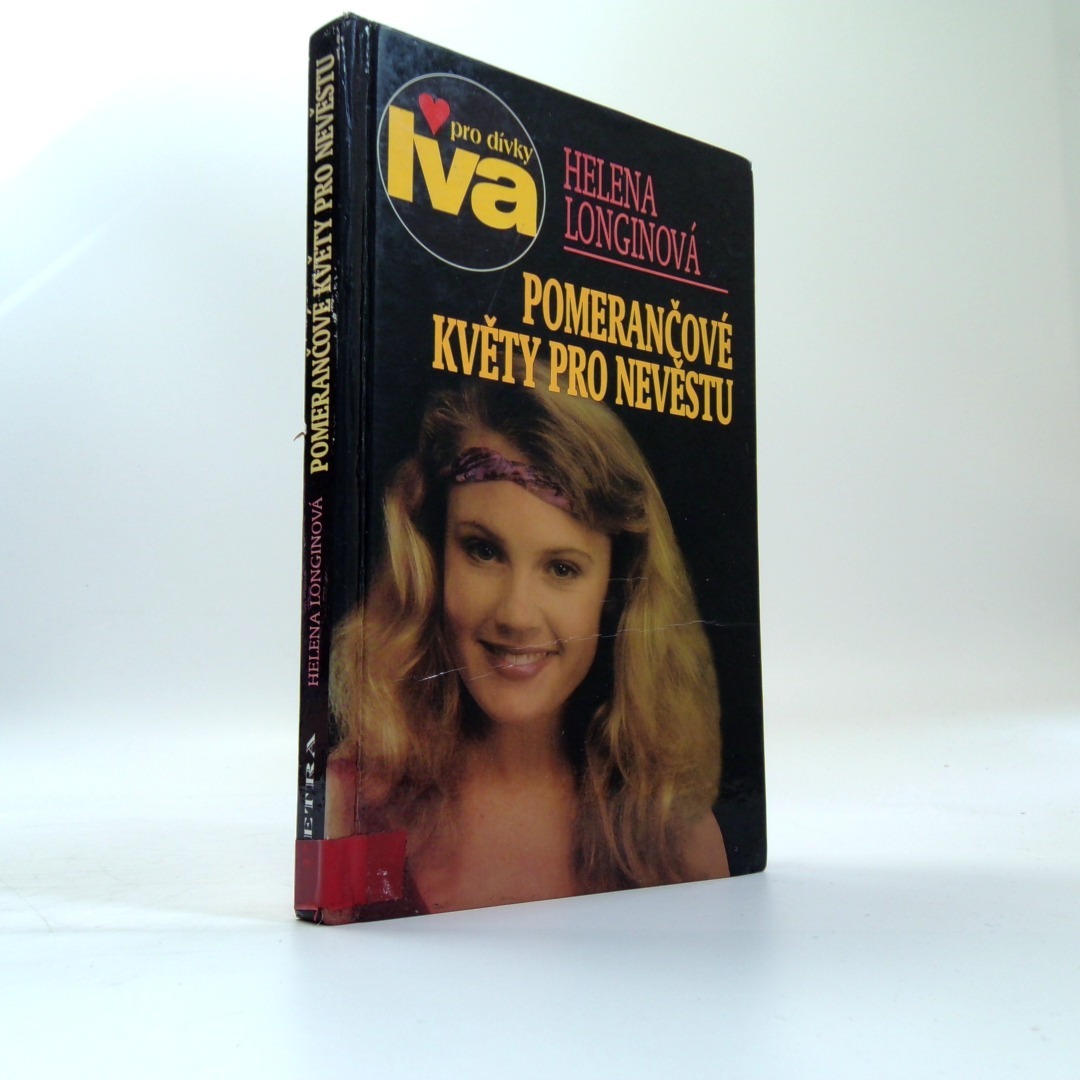 pro dívky
Iva
HELENA
LONGINOVÁ
POMERANČOVÉ
KVĚTY PRO NEVĚSTU
HELENA LONGINOVÁ POMERANČOVÉ KVĚTY PRO NEVĚSTU